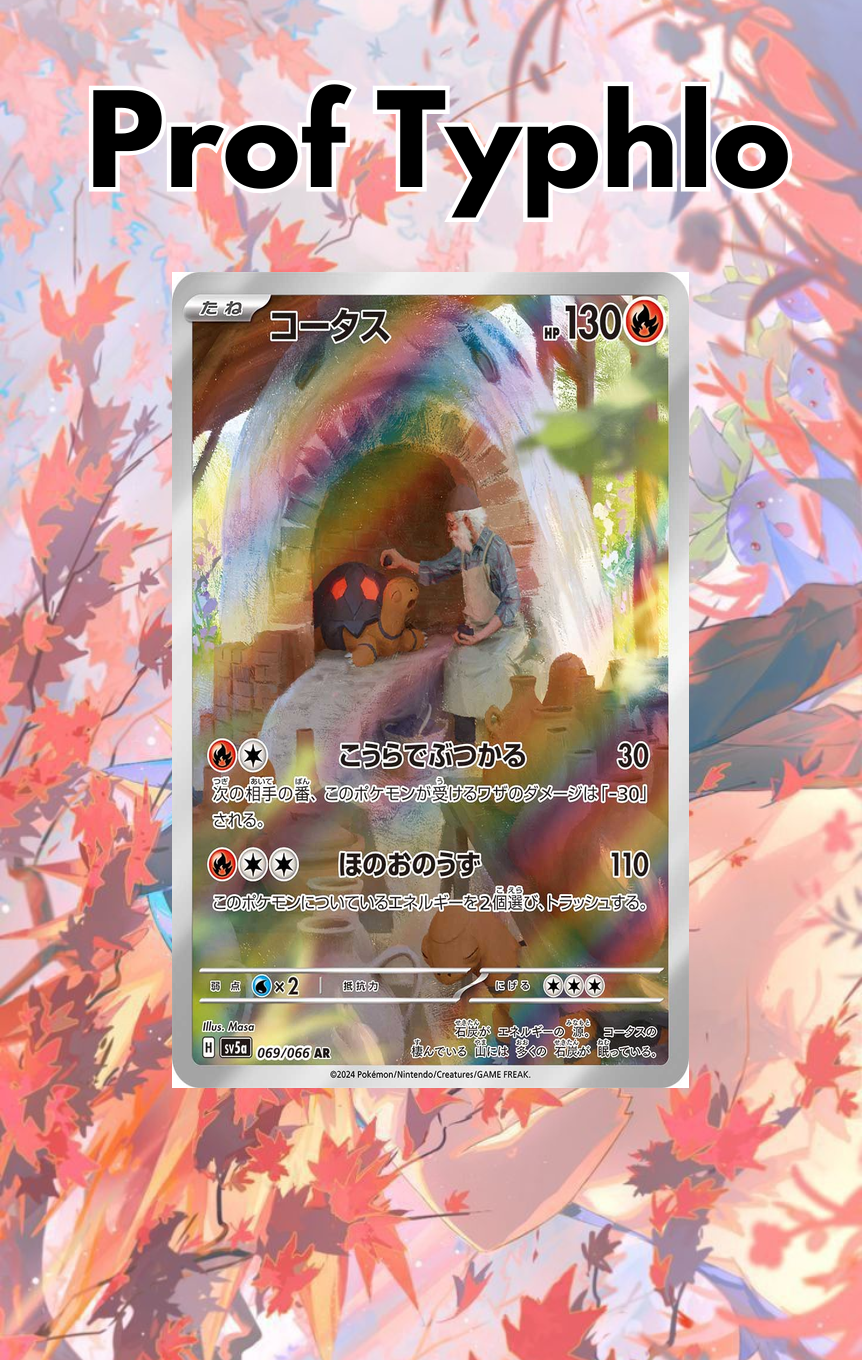 Prof Typhlo
たね コータス HP 130
こうらでぶつかる 30
次の相手の番、このポケモンが受けるワザのダメージは「-30」
される。
ほのおのうず 110
このポケモンについているエネルギーを2個選び、トラッシュする。
弱点 ×2 抵抗力 にげる
Illus. Masa
石炭が エネルギーの 源。 コータスの
棲んでいる 山には 多くの 石炭が 眠っている。
H sv5a 069/066 AR
©2024 Pokémon/Nintendo/Creatures/GAME FREAK.